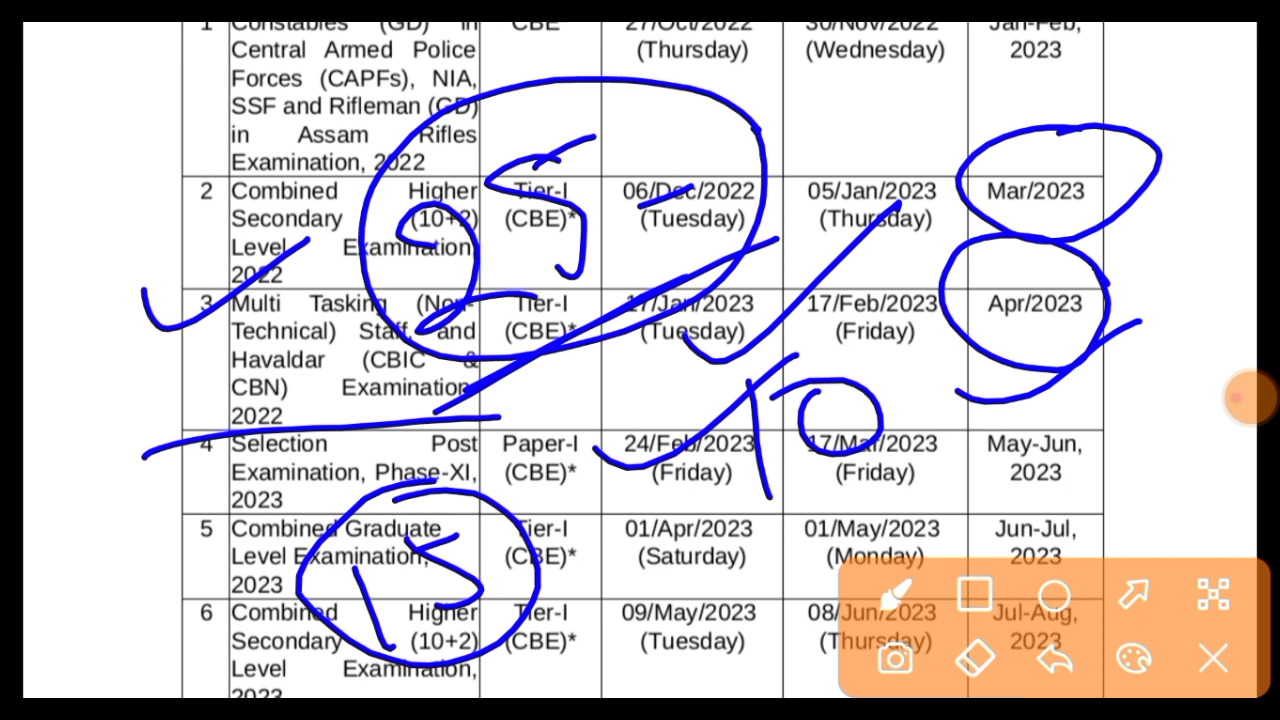 1 Constables (GD) in CBE 27/Oct/2022 30/Nov/2022 Jan-Feb,
Central Armed Police (Thursday) (Wednesday) 2023
Forces (CAPFs), NIA,
SSF and Rifleman (GD)
in Assam Rifles
Examination, 2022
2 Combined Higher Tier-I 06/Dec/2022 05/Jan/2023 Mar/2023
Secondary (10+2) (CBE)* (Tuesday) (Thursday)
Level Examination,
2022
3 Multi Tasking (Non- Tier-I 17/Jan/2023 17/Feb/2023 Apr/2023
Technical) Staff, and (CBE)* (Tuesday) (Friday)
Havaldar (CBIC &
CBN) Examination,
2022
4 Selection Post Paper-I 24/Feb/2023 17/Mar/2023 May-Jun,
Examination, Phase-XI, (CBE)* (Friday) (Friday) 2023
2023
5 Combined Graduate Tier-I 01/Apr/2023 01/May/2023 Jun-Jul,
Level Examination, (CBE)* (Saturday) (Monday) 2023
2023
6 Combined Higher Tier-I 09/May/2023 08/Jun/2023 Jul-Aug,
Secondary (10+2) (CBE)* (Tuesday) (Thursday) 2023
Level Examination,
2023
25
10
15